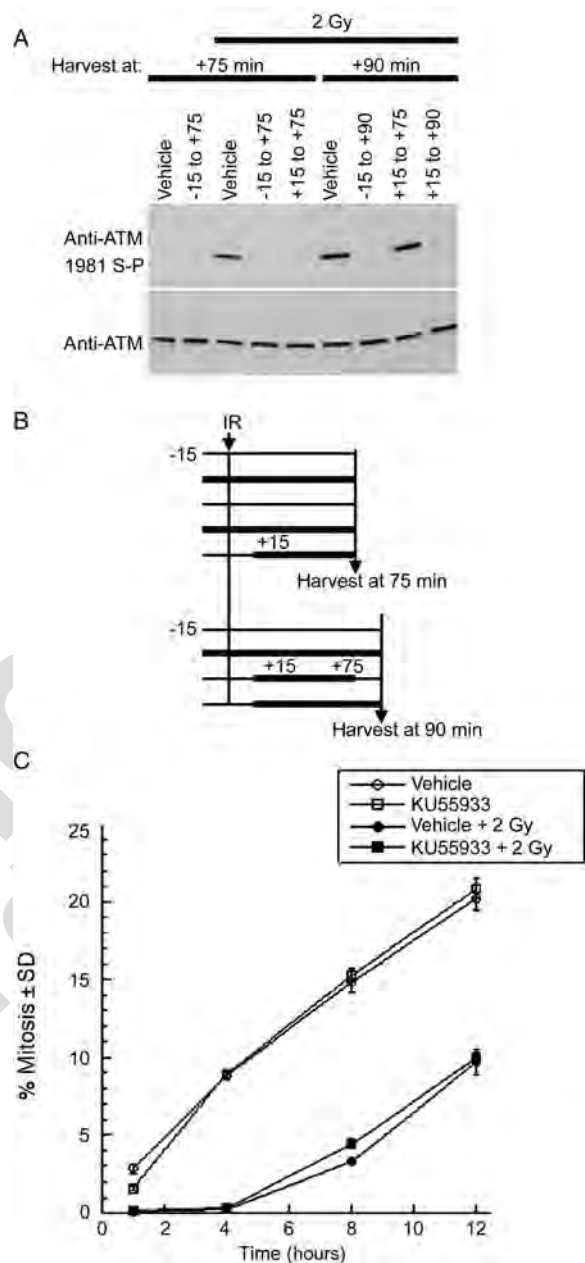 A
2 Gy
Harvest at: +75 min +90 min
Vehicle
-15 to +75
Vehicle
-15 to +75
+15 to +75
Vehicle
-15 to +90
+15 to +75
+15 to +90
Anti-ATM
1981 S-P
Anti-ATM
B
IR
-15
+15
Harvest at 75 min
-15
+15 +75
Harvest at 90 min
C
Vehicle
KU55933
Vehicle + 2 Gy
KU55933 + 2 Gy
25
20
15
10
5
0
% Mitosis ± SD
0 2 4 6 8 10 12
Time (hours)